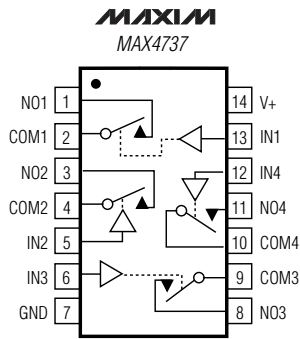 MAXIM
MAX4737
NO1 1 14 V+
COM1 2 13 IN1
NO2 3 12 IN4
COM2 4 11 NO4
IN2 5 10 COM4
IN3 6 9 COM3
GND 7 8 NO3